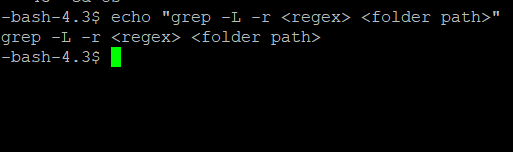 -bash-4.3$ echo "grep -L -r <regex> <folder path>"
grep -L -r <regex> <folder path>
-bash-4.3$